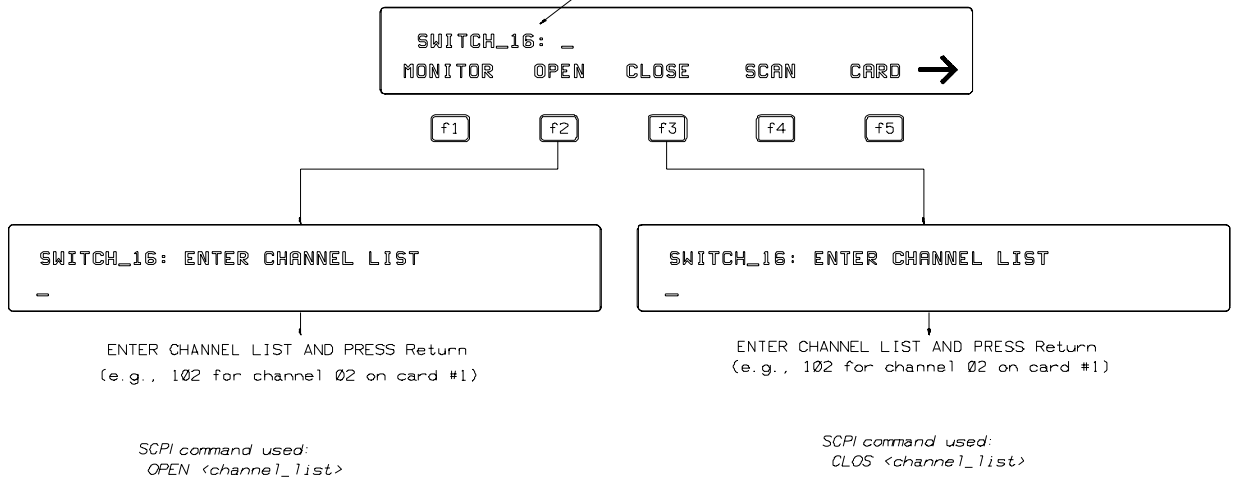 SWITCH_16: _
MONITOR OPEN CLOSE SCAN CARD
f1 f2 f3 f4 f5
SWITCH_16: ENTER CHANNEL LIST
_
ENTER CHANNEL LIST AND PRESS Return
(e.g., 102 for channel 02 on card #1)
SCPI command used:
OPEN <channel_list>
SWITCH_16: ENTER CHANNEL LIST
_
ENTER CHANNEL LIST AND PRESS Return
(e.g., 102 for channel 02 on card #1)
SCPI command used:
CLOS <channel_list>